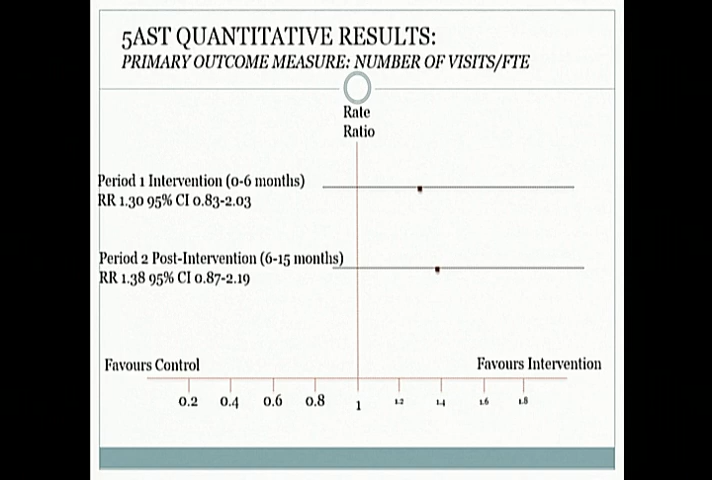 5AST QUANTITATIVE RESULTS:
PRIMARY OUTCOME MEASURE: NUMBER OF VISITS/FTE
Rate
Ratio
Period 1 Intervention (0-6 months)
RR 1.30 95% CI 0.83-2.03
Period 2 Post-Intervention (6-15 months)
RR 1.38 95% CI 0.87-2.19
Favours Control
Favours Intervention
0.2 0.4 0.6 0.8 1 1.2 1.4 1.6 1.8